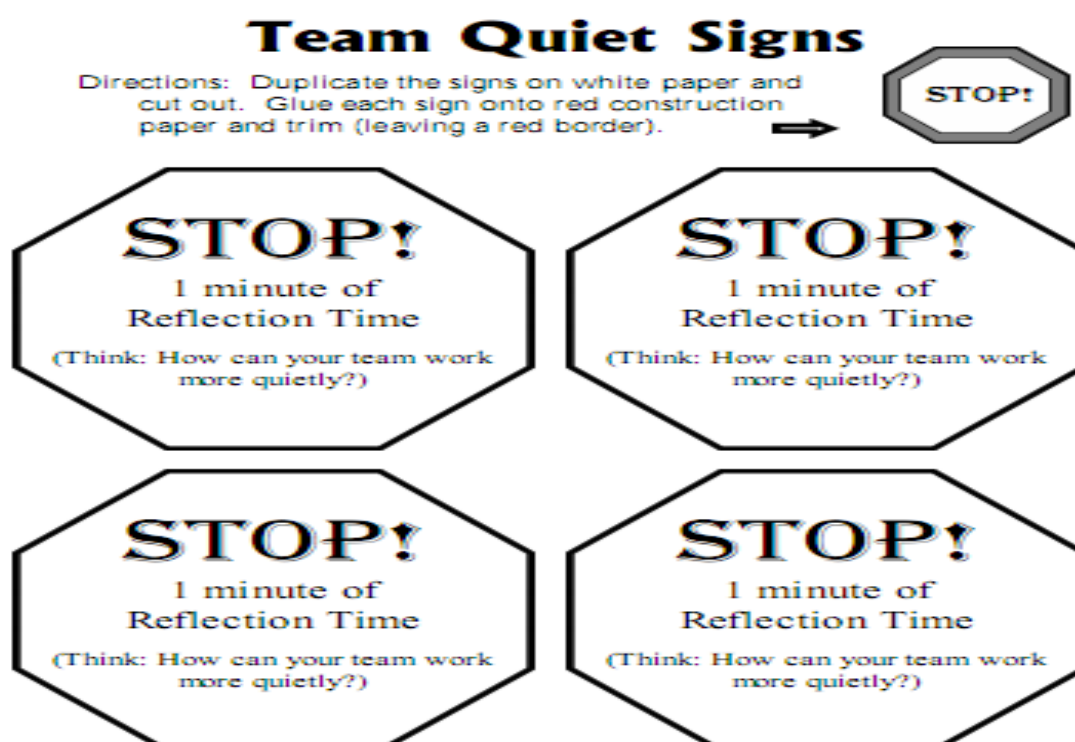 Team Quiet Signs
Directions: Duplicate the signs on white paper and
cut out. Glue each sign onto red construction
paper and trim (leaving a red border).
STOP!
STOP!
1 minute of
Reflection Time
(Think: How can your team work
more quietly?)
STOP!
1 minute of
Reflection Time
(Think: How can your team work
more quietly?)
STOP!
1 minute of
Reflection Time
(Think: How can your team work
more quietly?)
STOP!
1 minute of
Reflection Time
(Think: How can your team work
more quietly?)